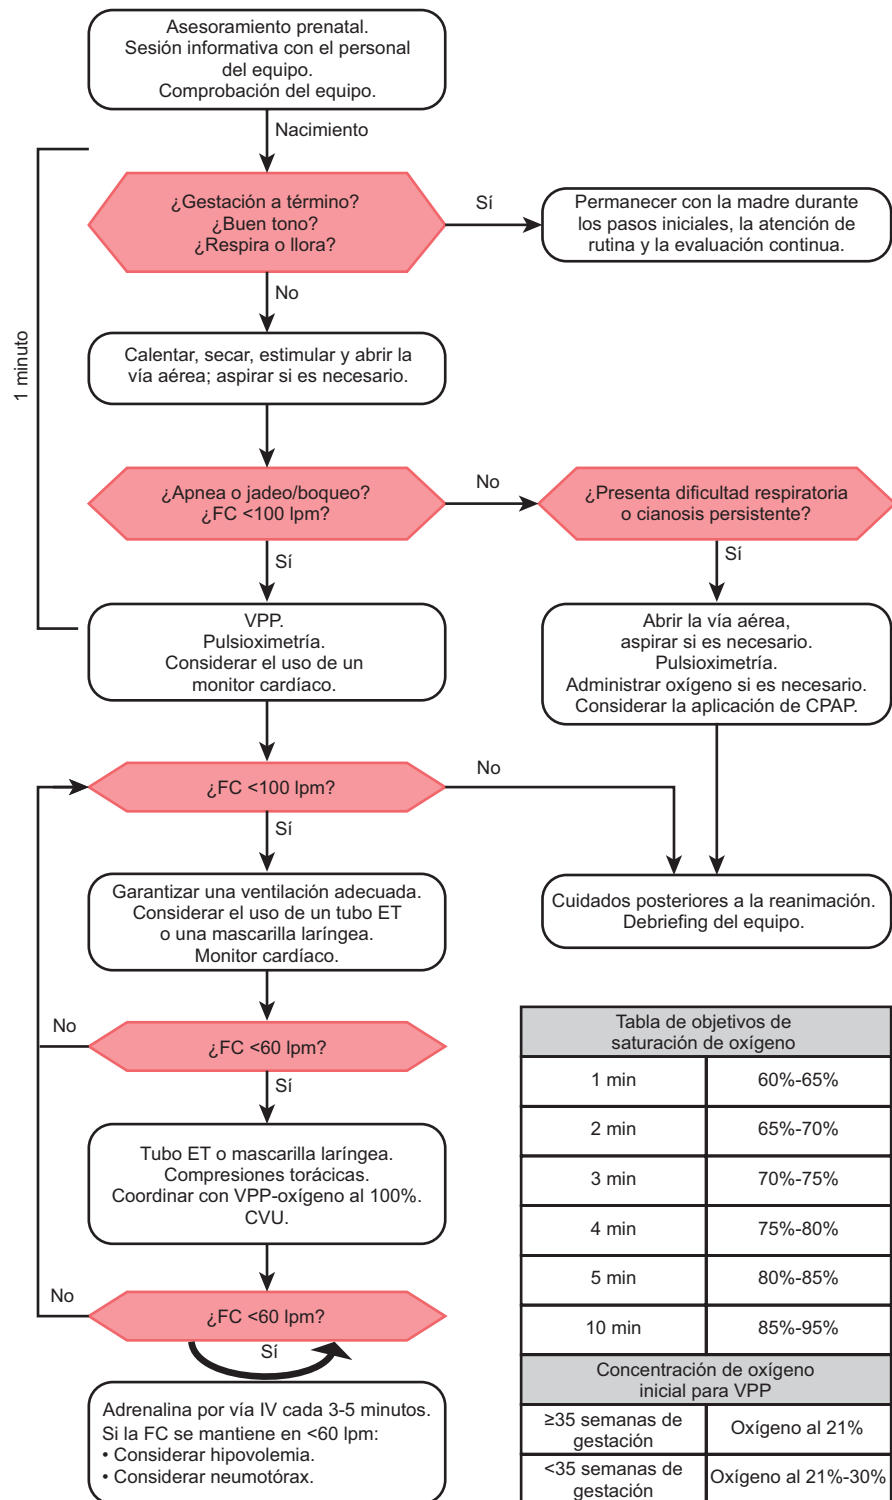 Asesoramiento prenatal.
Sesión informativa con el personal
del equipo.
Comprobación del equipo.
Nacimiento
1 minuto
¿Gestación a término?
¿Buen tono?
¿Respira o llora?
Sí
Permanecer con la madre durante
los pasos iniciales, la atención de
rutina y la evaluación continua.
No
Calentar, secar, estimular y abrir la
vía aérea; aspirar si es necesario.
¿Apnea o jadeo/boqueo?
¿FC <100 lpm?
No
¿Presenta dificultad respiratoria
o cianosis persistente?
Sí
Sí
VPP.
Pulsioximetría.
Considerar el uso de un
monitor cardíaco.
Abrir la vía aérea,
aspirar si es necesario.
Pulsioximetría.
Administrar oxígeno si es necesario.
Considerar la aplicación de CPAP.
¿FC <100 lpm?
No
Sí
Garantizar una ventilación adecuada.
Considerar el uso de un tubo ET
o una mascarilla laríngea.
Monitor cardíaco.
Cuidados posteriores a la reanimación.
Debriefing del equipo.
No
¿FC <60 lpm?
Sí
Tubo ET o mascarilla laríngea.
Compresiones torácicas.
Coordinar con VPP-oxígeno al 100%.
CVU.
No
¿FC <60 lpm?
Sí
Adrenalina por vía IV cada 3-5 minutos.
Si la FC se mantiene en <60 lpm:
• Considerar hipovolemia.
• Considerar neumotórax.
Tabla de objetivos de
saturación de oxígeno
1 min 60%-65%
2 min 65%-70%
3 min 70%-75%
4 min 75%-80%
5 min 80%-85%
10 min 85%-95%
Concentración de oxígeno
inicial para VPP
≥35 semanas de
gestación
Oxígeno al 21%
<35 semanas de
gestación
Oxígeno al 21%-30%